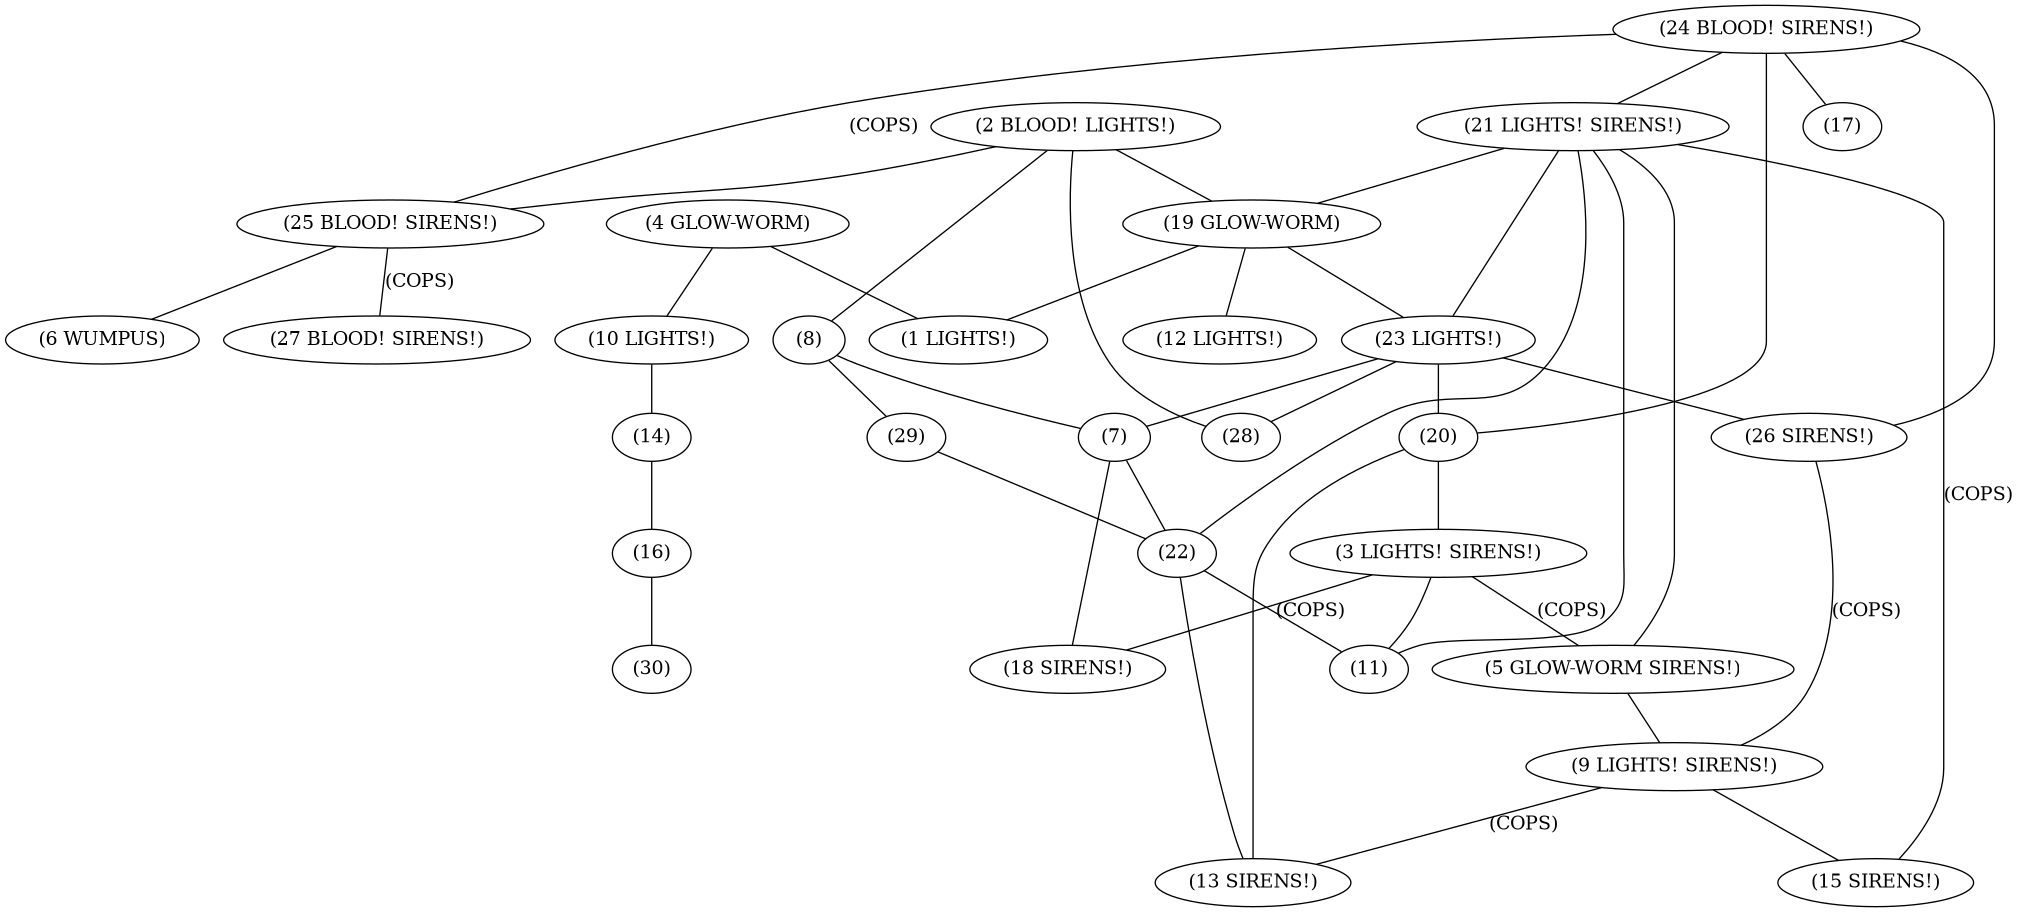 (24 BLOOD! SIRENS!)
(COPS)
(2 BLOOD! LIGHTS!)
(21 LIGHTS! SIRENS!)
(17)
(25 BLOOD! SIRENS!)
(4 GLOW-WORM)
(19 GLOW-WORM)
(COPS)
(6 WUMPUS)
(27 BLOOD! SIRENS!)
(10 LIGHTS!)
(8)
(1 LIGHTS!)
(12 LIGHTS!)
(23 LIGHTS!)
(14)
(29)
(7)
(28)
(20)
(26 SIRENS!)
(COPS)
(16)
(22)
(3 LIGHTS! SIRENS!)
(COPS)
(COPS)
(COPS)
(30)
(18 SIRENS!)
(11)
(5 GLOW-WORM SIRENS!)
(9 LIGHTS! SIRENS!)
(COPS)
(13 SIRENS!)
(15 SIRENS!)